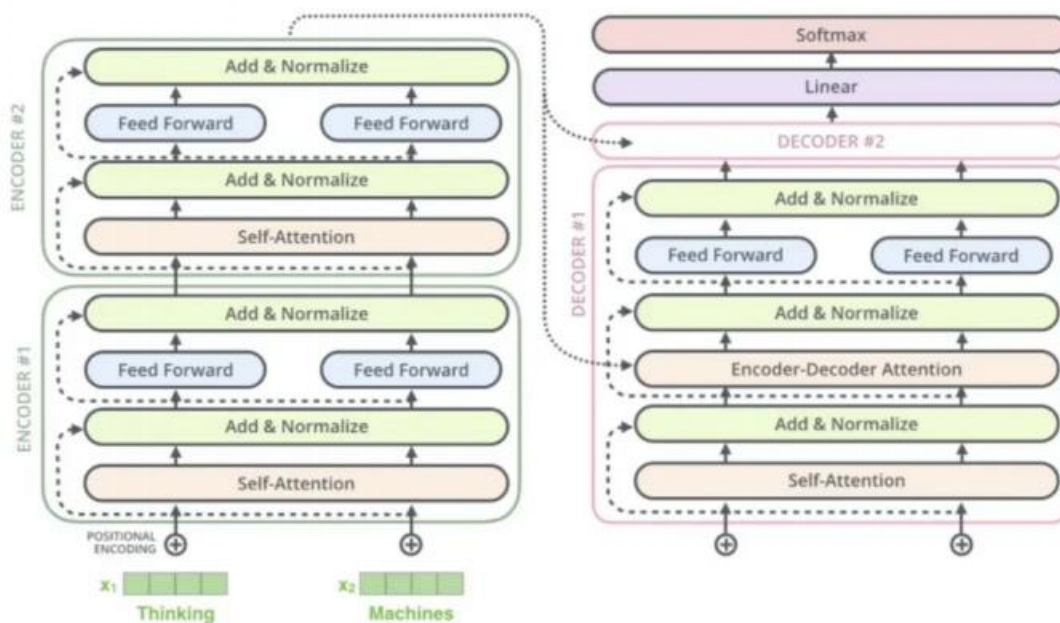 ENCODER #2
Add & Normalize
Feed Forward
Feed Forward
Add & Normalize
Self-Attention
ENCODER #1
Add & Normalize
Feed Forward
Feed Forward
Add & Normalize
Self-Attention
POSITIONAL
ENCODING
x₁
x₂
Thinking
Machines
Softmax
Linear
DECODER #2
DECODER #1
Add & Normalize
Feed Forward
Feed Forward
Add & Normalize
Encoder-Decoder Attention
Add & Normalize
Self-Attention